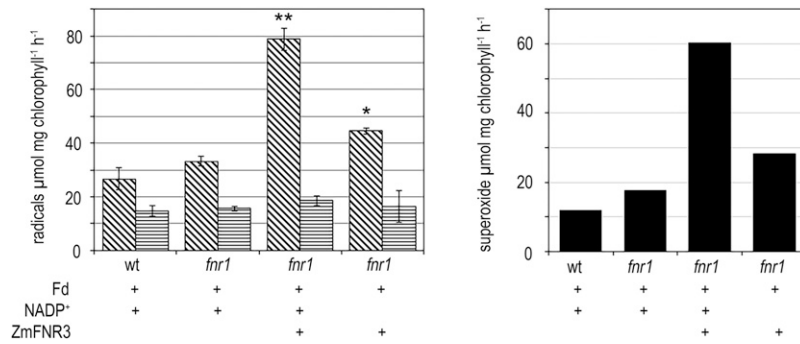 radicals µmol mg chlorophyll⁻¹ h⁻¹
80
60
40
20
0
**
*
wt fnr1 fnr1 fnr1
Fd + + + +
NADP⁺ + + +
ZmFNR3 + +
superoxide µmol mg chlorophyll⁻¹ h⁻¹
60
40
20
0
wt fnr1 fnr1 fnr1
+ + + +
+ + +
+ +